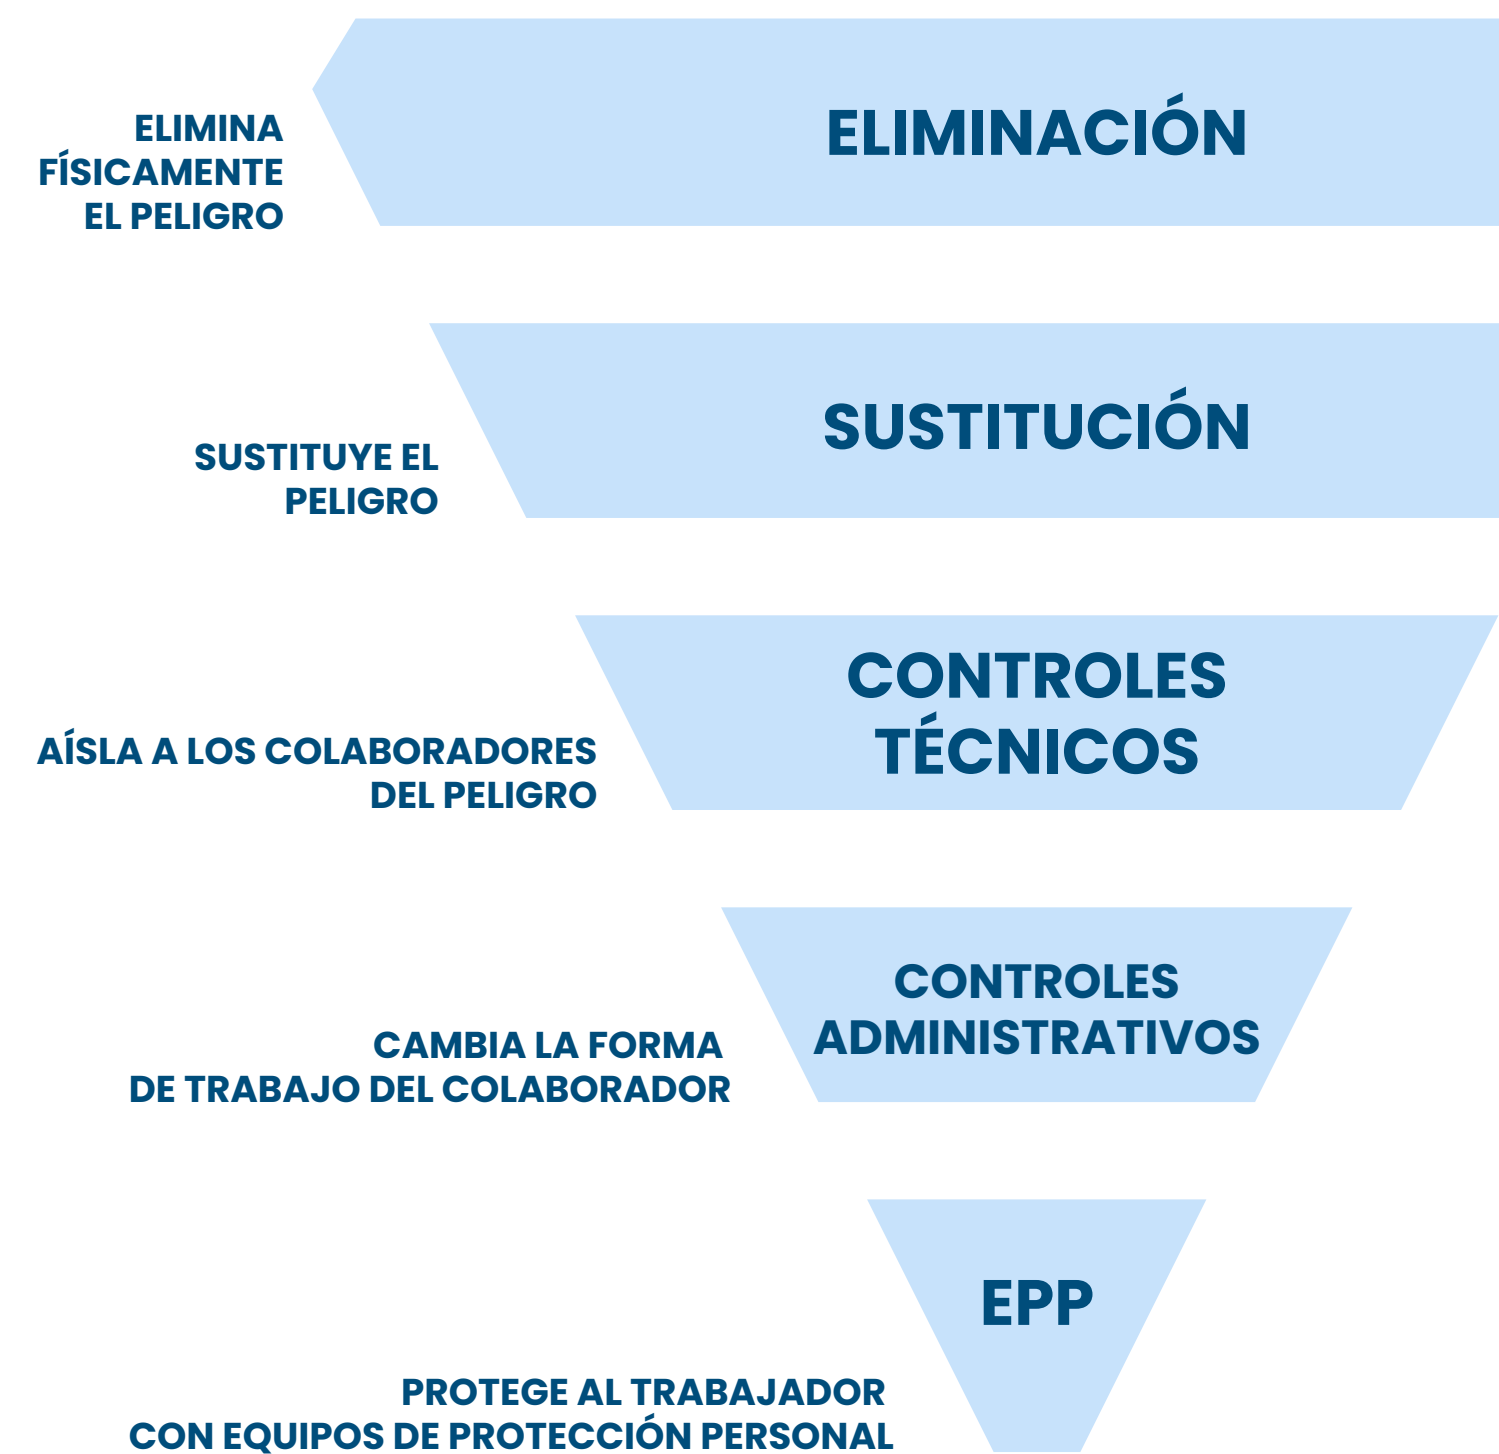 ELIMINACIÓN
ELIMINA
FÍSICAMENTE
EL PELIGRO
SUSTITUCIÓN
SUSTITUYE EL
PELIGRO
CONTROLES
TÉCNICOS
AÍSLA A LOS COLABORADORES
DEL PELIGRO
CONTROLES
ADMINISTRATIVOS
CAMBIA LA FORMA
DE TRABAJO DEL COLABORADOR
EPP
PROTEGE AL TRABAJADOR
CON EQUIPOS DE PROTECCIÓN PERSONAL